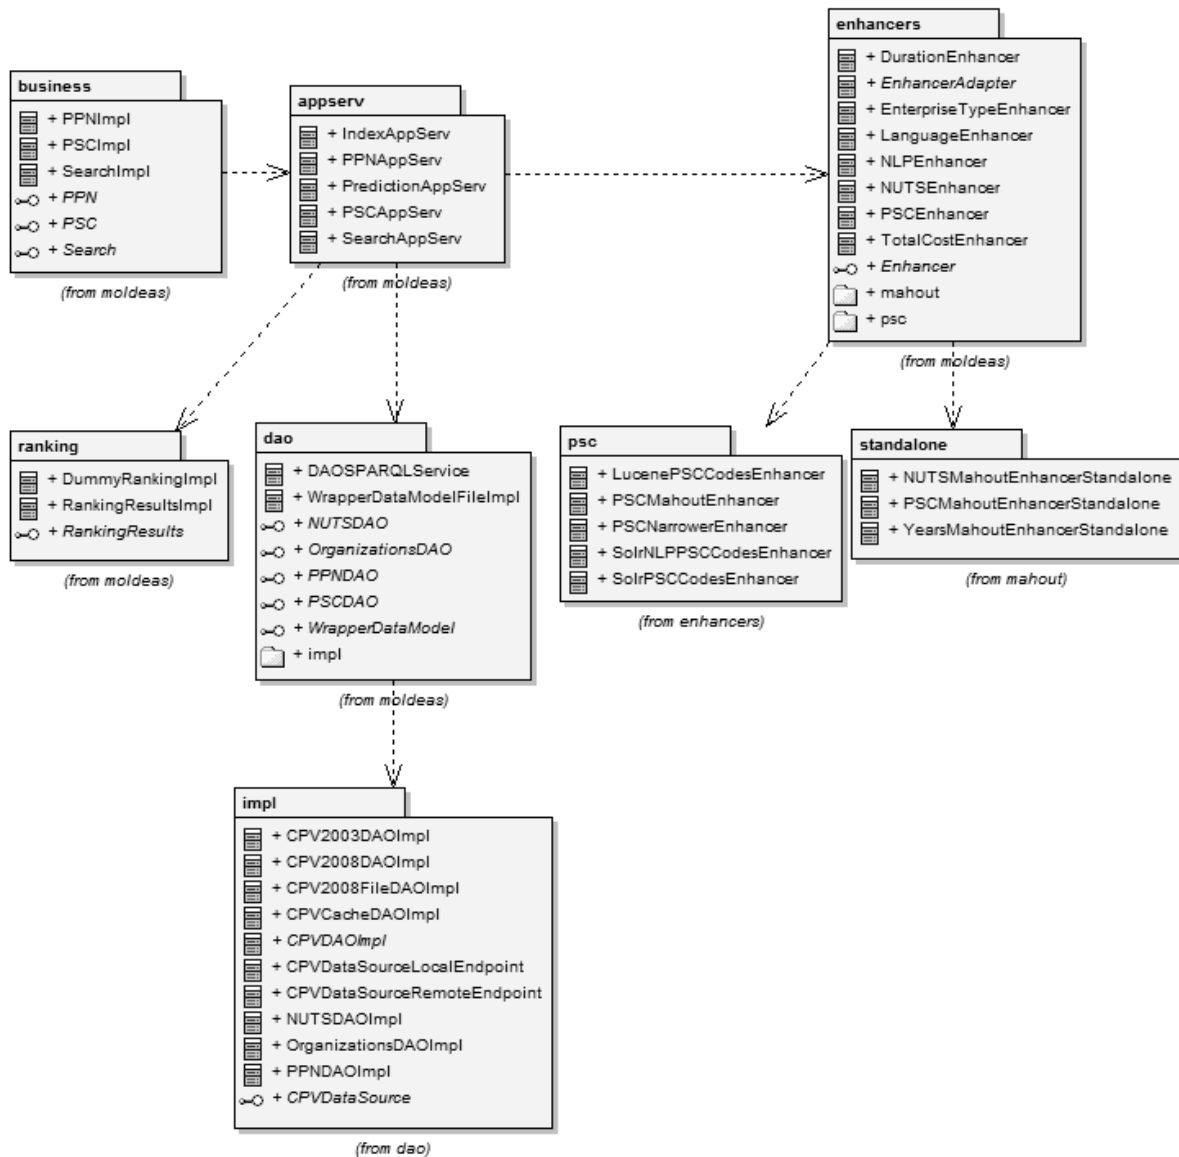 business
+ PPNImpl
+ PSCImpl
+ SearchImpl
+ PPN
+ PSC
+ Search
(from moldeas)
appserv
+ IndexAppServ
+ PPNAppServ
+ PredictionAppServ
+ PSCAppServ
+ SearchAppServ
(from moldeas)
enhancers
+ DurationEnhancer
+ EnhancerAdapter
+ EnterpriseTypeEnhancer
+ LanguageEnhancer
+ NLPEnhancer
+ NUTSEnhancer
+ PSCEnhancer
+ TotalCostEnhancer
+ Enhancer
+ mahout
+ psc
(from moldeas)
ranking
+ DummyRankingImpl
+ RankingResultsImpl
+ RankingResults
(from moldeas)
dao
+ DAOSPARQLService
+ WrapperDataModelFileImpl
+ NUTSDAO
+ OrganizationsDAO
+ PPNDAO
+ PSCDAO
+ WrapperDataModel
+ impl
(from moldeas)
psc
+ LucenePSCCodesEnhancer
+ PSCMahoutEnhancer
+ PSCNarrowerEnhancer
+ SolrNLPPSCCodesEnhancer
+ SolrPSCCodesEnhancer
(from enhancers)
standalone
+ NUTSMahoutEnhancerStandalone
+ PSCMahoutEnhancerStandalone
+ YearsMahoutEnhancerStandalone
(from mahout)
impl
+ CPV2003DAOImpl
+ CPV2008DAOImpl
+ CPV2008FileDAOImpl
+ CPVCacheDAOImpl
+ CPVDAOImpl
+ CPVDataSourceLocalEndpoint
+ CPVDataSourceRemoteEndpoint
+ NUTSDAOImpl
+ OrganizationsDAOImpl
+ PPNDAOImpl
+ CPVDataSource
(from dao)